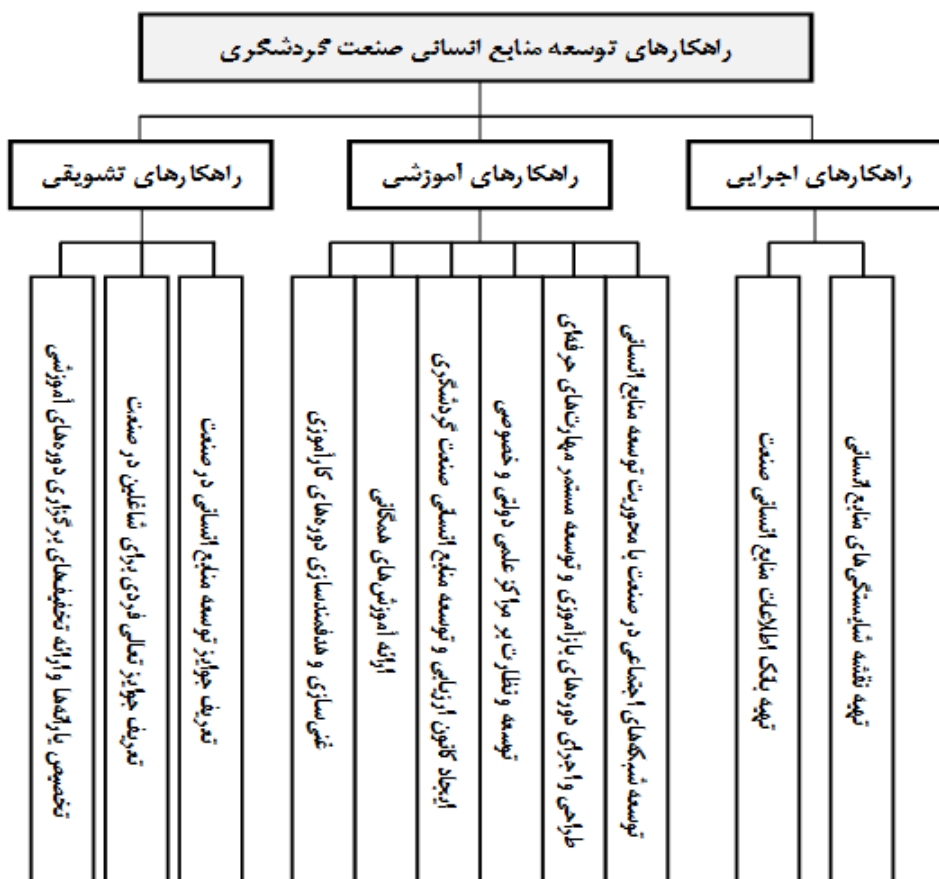 راهکارهای توسعه منابع انسانی صنعت گردشگری
راهکارهای اجرایی
راهکارهای آموزشی
راهکارهای تشویقی
تهیه نقشه شایستگی‌های منابع انسانی
تهیه بانک اطلاعات منابع انسانی صنعت
توسعه شبکه‌های اجتماعی در صنعت با محوریت توسعه منابع انسانی
طراحی و اجرای دوره‌های بازآموزی و توسعه مستمر مهارت‌های حرفه‌ای
توسعه و نظارت بر مراکز علمی دولتی و خصوصی
ایجاد کانون ارزیابی و توسعه منابع انسانی صنعت گردشگری
ارائه آموزش‌های همگانی
غنی‌سازی و هدفمندسازی دوره‌های کارآموزی
تعریف جوایز توسعه منابع انسانی در صنعت
تعریف جوایز تعالی فردی برای شاغلین در صنعت
تخصیص یارانه‌ها و ارائه تخفیف‌های برگزاری دوره‌های آموزشی